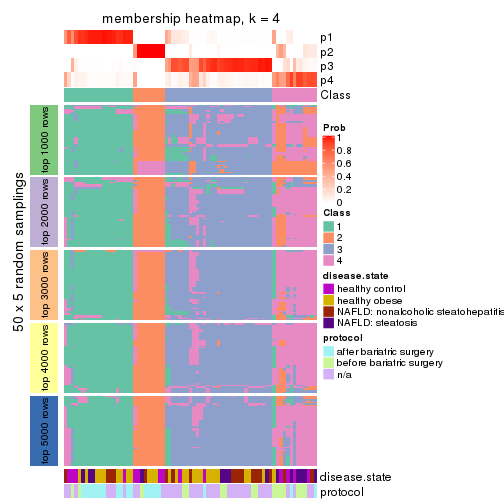 membership heatmap, k = 4
p1
p2
p3
p4
Class
50 x 5 random samplings
top 1000 rows
top 2000 rows
top 3000 rows
top 4000 rows
top 5000 rows
disease.state
protocol
Prob
1
0.8
0.6
0.4
0.2
0
Class
1
2
3
4
disease.state
healthy control
healthy obese
NAFLD: nonalcoholic steatohepatitis
NAFLD: steatosis
protocol
after bariatric surgery
before bariatric surgery
n/a